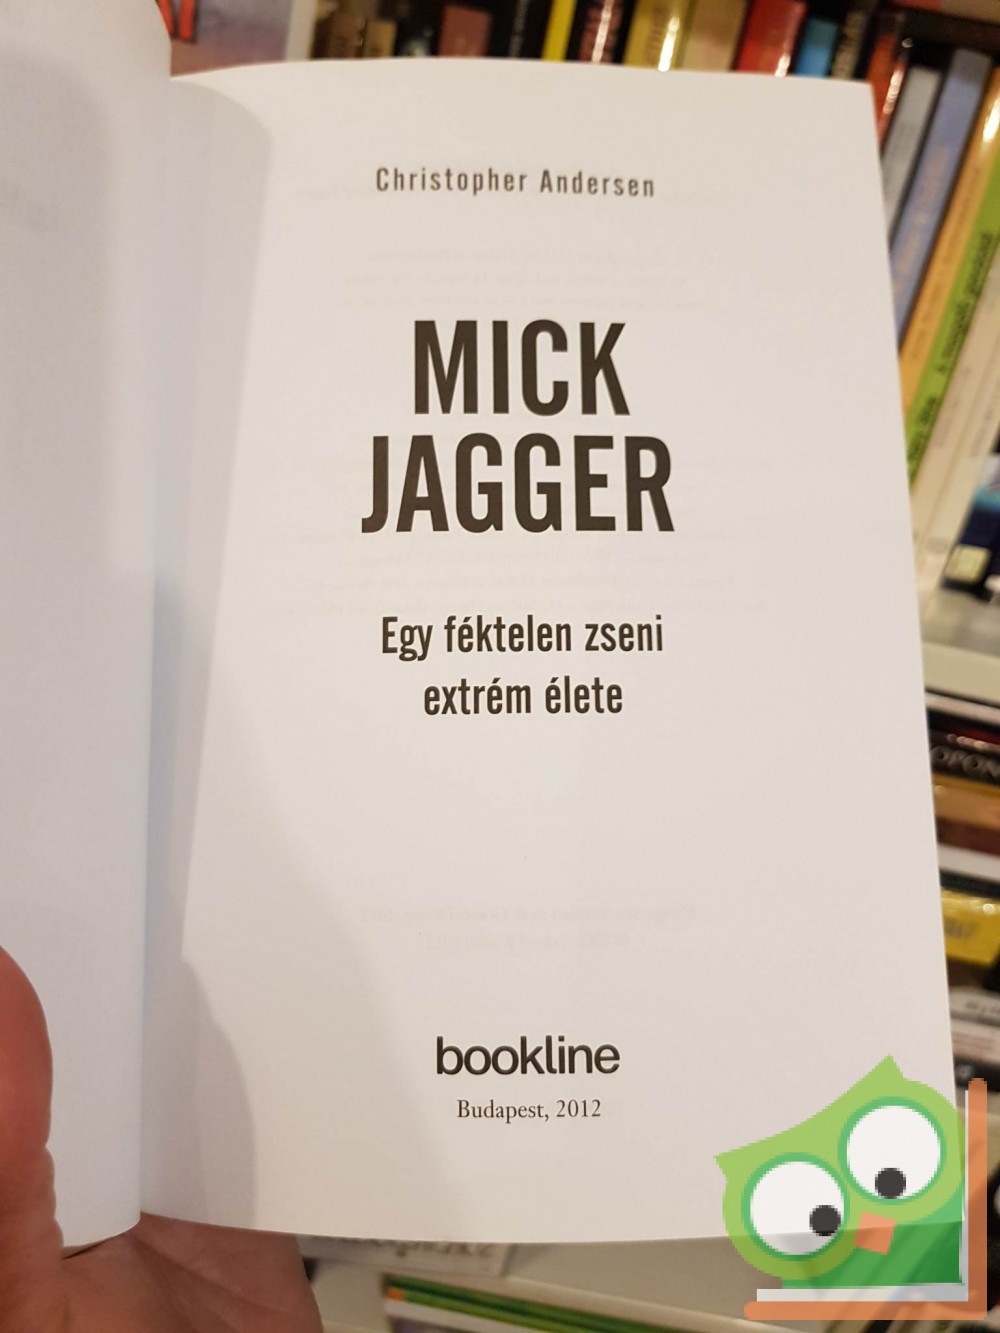 Christopher Andersen
MICK
JAGGER
Egy féktelen zseni
extrém élete
bookline
Budapest, 2012